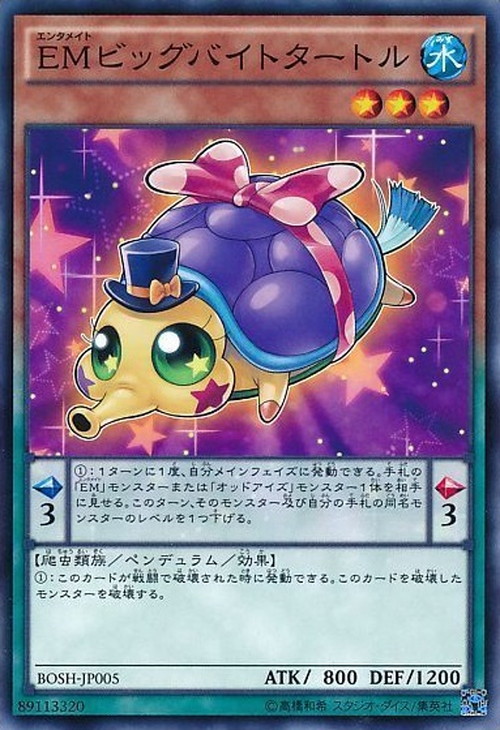 エンタメイト
EMビッグバイトタートル
水
①:1ターンに1度、自分メインフェイズに発動できる。手札の
「EM」モンスターまたは「オッドアイズ」モンスター1体を相手
に見せる。このターン、そのモンスター及び自分の手札の同名モ
ンスターのレベルを1つ下げる。
3
3
【爬虫類族/ペンデュラム/効果】
①:このカードが戦闘で破壊された時に発動できる。このカードを破壊した
モンスターを破壊する。
BOSH-JP005
ATK/ 800 DEF/1200
89113320
©高橋和希 スタジオ・ダイス/集英社